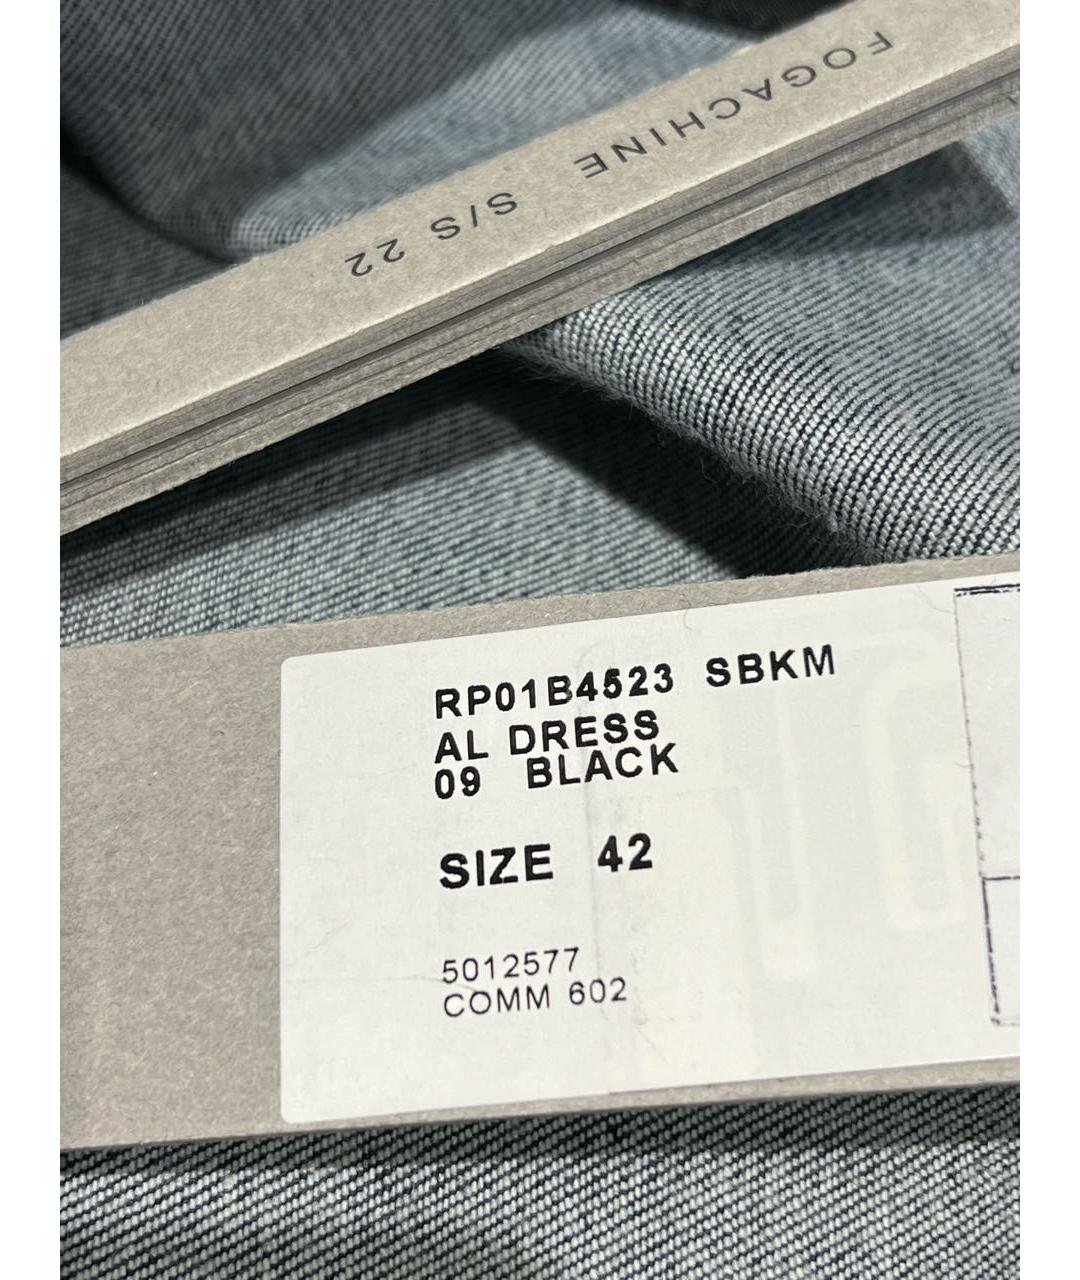 FOGACHINE S/S 22
RP01B4523 SBKM
AL DRESS
09 BLACK
SIZE 42
5012577
COMM 602